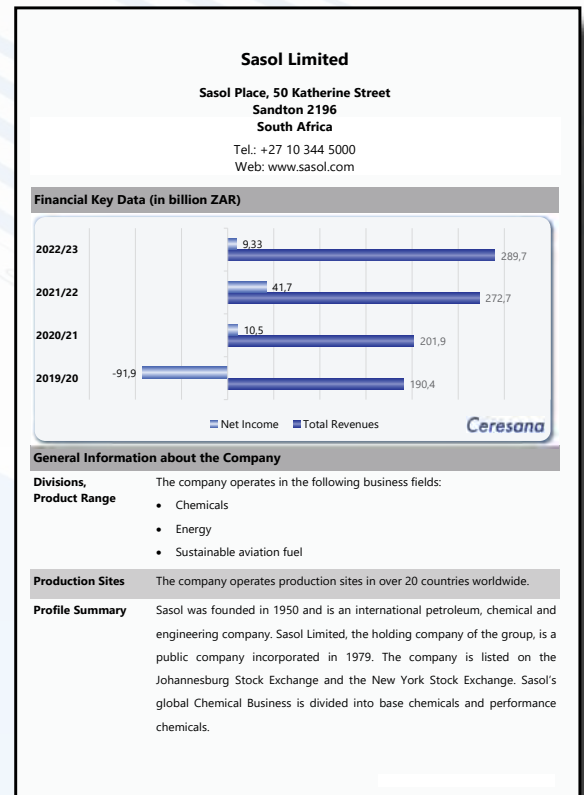 Sasol Limited
Sasol Place, 50 Katherine Street
Sandton 2196
South Africa
Tel.: +27 10 344 5000
Web: www.sasol.com
Financial Key Data (in billion ZAR)
2022/23
9,33
289,7
2021/22
41,7
272,7
2020/21
10,5
201,9
2019/20
-91,9
190,4
Net Income Total Revenues
Ceresana
General Information about the Company
Divisions,
Product Range
The company operates in the following business fields:
• Chemicals
• Energy
• Sustainable aviation fuel
Production Sites The company operates production sites in over 20 countries worldwide.
Profile Summary Sasol was founded in 1950 and is an international petroleum, chemical and
engineering company. Sasol Limited, the holding company of the group, is a
public company incorporated in 1979. The company is listed on the
Johannesburg Stock Exchange and the New York Stock Exchange. Sasol's
global Chemical Business is divided into base chemicals and performance
chemicals.